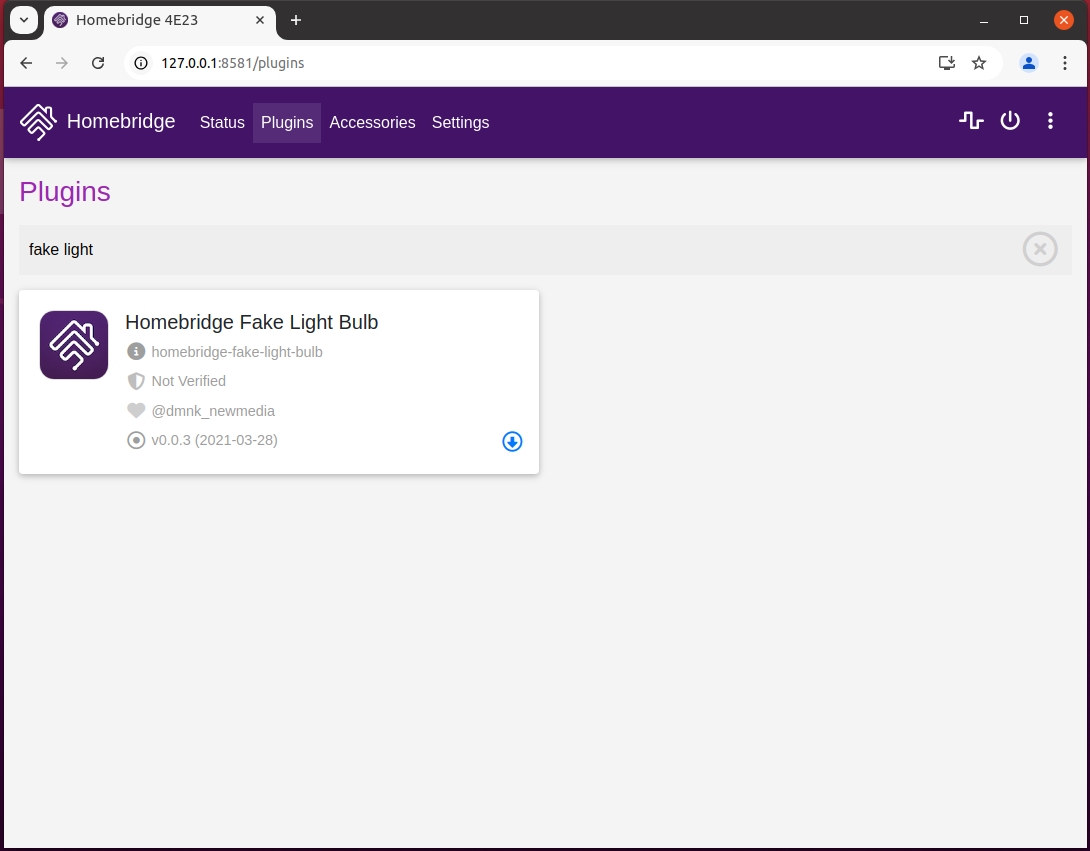 Homebridge 4E23
127.0.0.1:8581/plugins
Homebridge Status Plugins Accessories Settings
Plugins
fake light
Homebridge Fake Light Bulb
homebridge-fake-light-bulb
Not Verified
@dmnk_newmedia
v0.0.3 (2021-03-28)